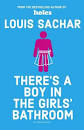 FROM THE BESTSELLING AUTHOR OF holes
LOUIS SACHAR
THERE'S A BOY
IN THE GIRLS'
BATHROOM